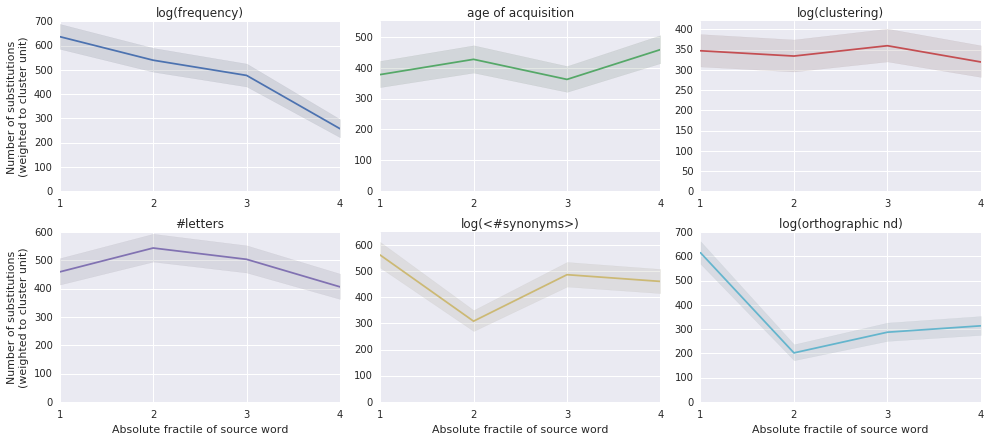 log(frequency)
age of acquisition
log(clustering)
Number of substitutions
(weighted to cluster unit)
700
600
500
400
300
200
100
0
1 2 3 4
500
400
300
200
100
0
1 2 3 4
400
350
300
250
200
150
100
50
0
1 2 3 4
#letters
log(<#synonyms>)
log(orthographic nd)
Number of substitutions
(weighted to cluster unit)
600
500
400
300
200
100
0
1 2 3 4
Absolute fractile of source word
600
500
400
300
200
100
0
1 2 3 4
Absolute fractile of source word
700
600
500
400
300
200
100
0
1 2 3 4
Absolute fractile of source word